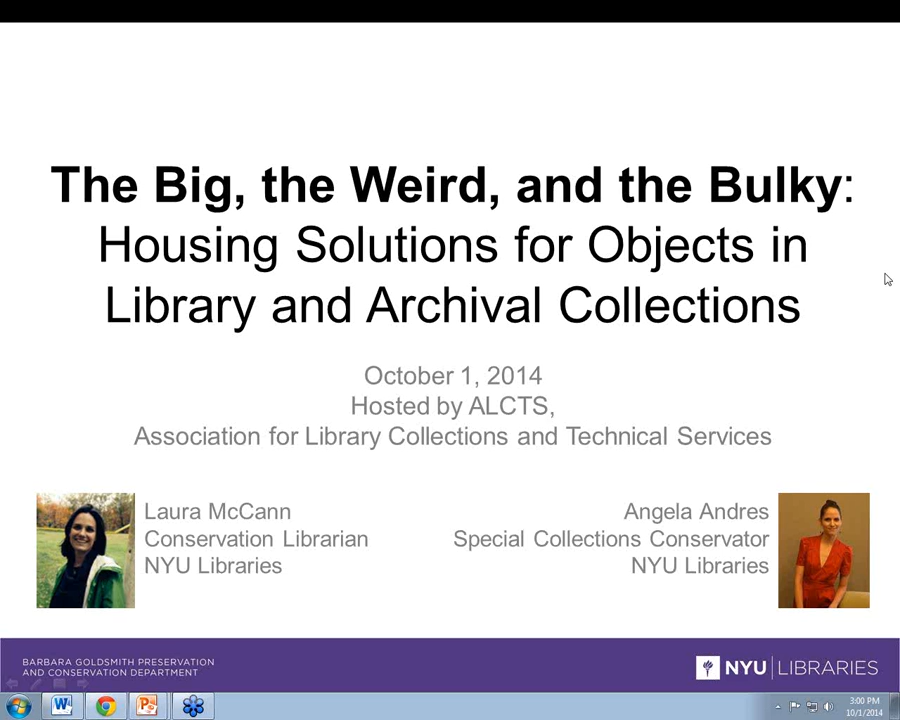 The Big, the Weird, and the Bulky:
Housing Solutions for Objects in
Library and Archival Collections
October 1, 2014
Hosted by ALCTS,
Association for Library Collections and Technical Services
Laura McCann
Conservation Librarian
NYU Libraries
Angela Andres
Special Collections Conservator
NYU Libraries
BARBARA GOLDSMITH PRESERVATION
AND CONSERVATION DEPARTMENT
NYU LIBRARIES
3:00 PM
10/1/2014